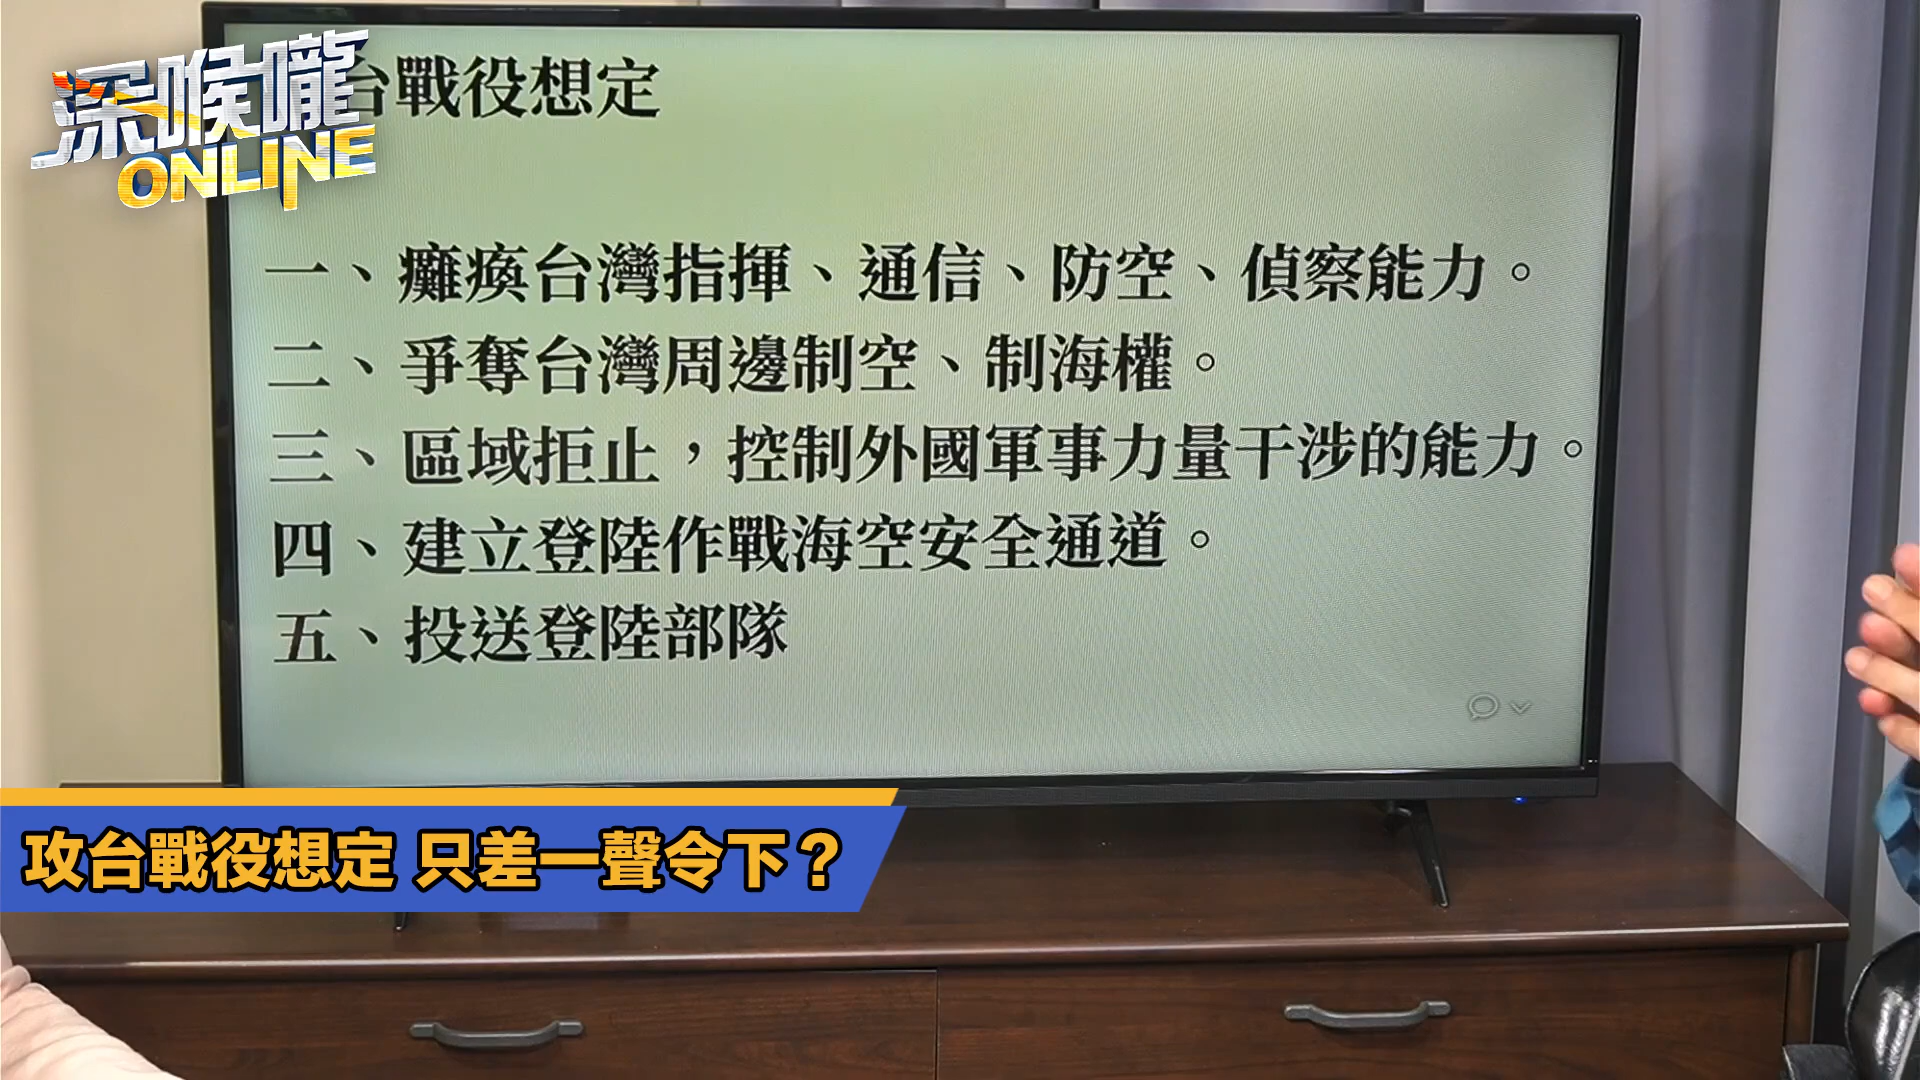 深喉嚨
ONLINE
台戰役想定
一、癱瘓台灣指揮、通信、防空、偵察能力。
二、爭奪台灣周邊制空、制海權。
三、區域拒止，控制外國軍事力量干涉的能力。
四、建立登陸作戰海空安全通道。
五、投送登陸部隊
攻台戰役想定 只差一聲令下？